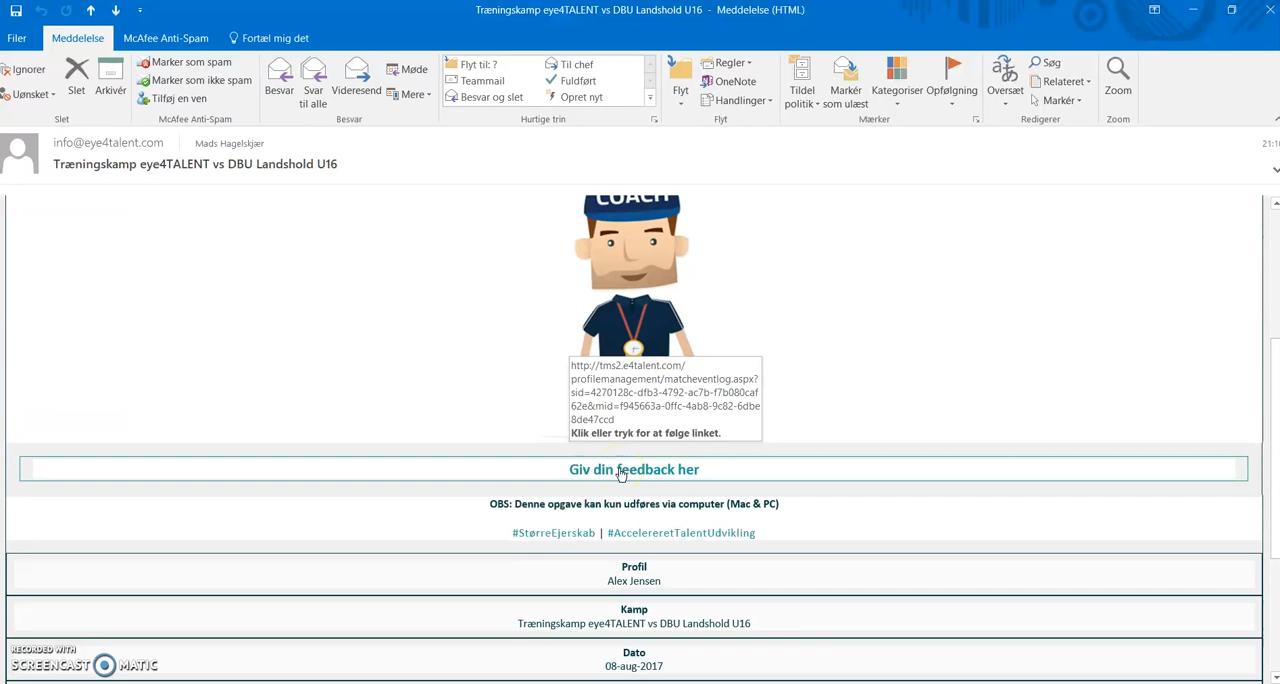 Træningskamp eye4TALENT vs DBU Landshold U16 - Meddelelse (HTML)
Filer Meddelelse McAfee Anti-Spam Fortæl mig det
Ignorer
Uønsket
Slet
Arkivér
Slet
Marker som spam
Marker som ikke spam
Tilføj en ven
McAfee Anti-Spam
Besvar
Svar til alle
Videresend
Møde
Mere
Besvar
Flyt til: ?
Teammail
Besvar og slet
Til chef
Fuldført
Opret nyt
Hurtige trin
Flyt
Regler
OneNote
Handlinger
Flyt
Tildel politik
Markér som ulæst
Kategoriser
Opfølgning
Mærker
Oversæt
Søg
Relateret
Markér
Redigerer
Zoom
Zoom
info@eye4talent.com Mads Hagelskjær
Træningskamp eye4TALENT vs DBU Landshold U16
COACH
http://tms2.e4talent.com/
profilemanagement/matcheventlog.aspx?
sid=4270128c-dfb3-4792-ac7b-f7b080caf
62e&mid=f945663a-0ffc-4ab8-9c82-6dbe
8de47ccd
Klik eller tryk for at følge linket.
Giv din feedback her
OBS: Denne opgave kan kun udføres via computer (Mac & PC)
#StørreEjerskab | #AccelereretTalentUdvikling
Profil
Alex Jensen
Kamp
Træningskamp eye4TALENT vs DBU Landshold U16
Dato
08-aug-2017
RECORDED WITH
SCREENCAST MATIC